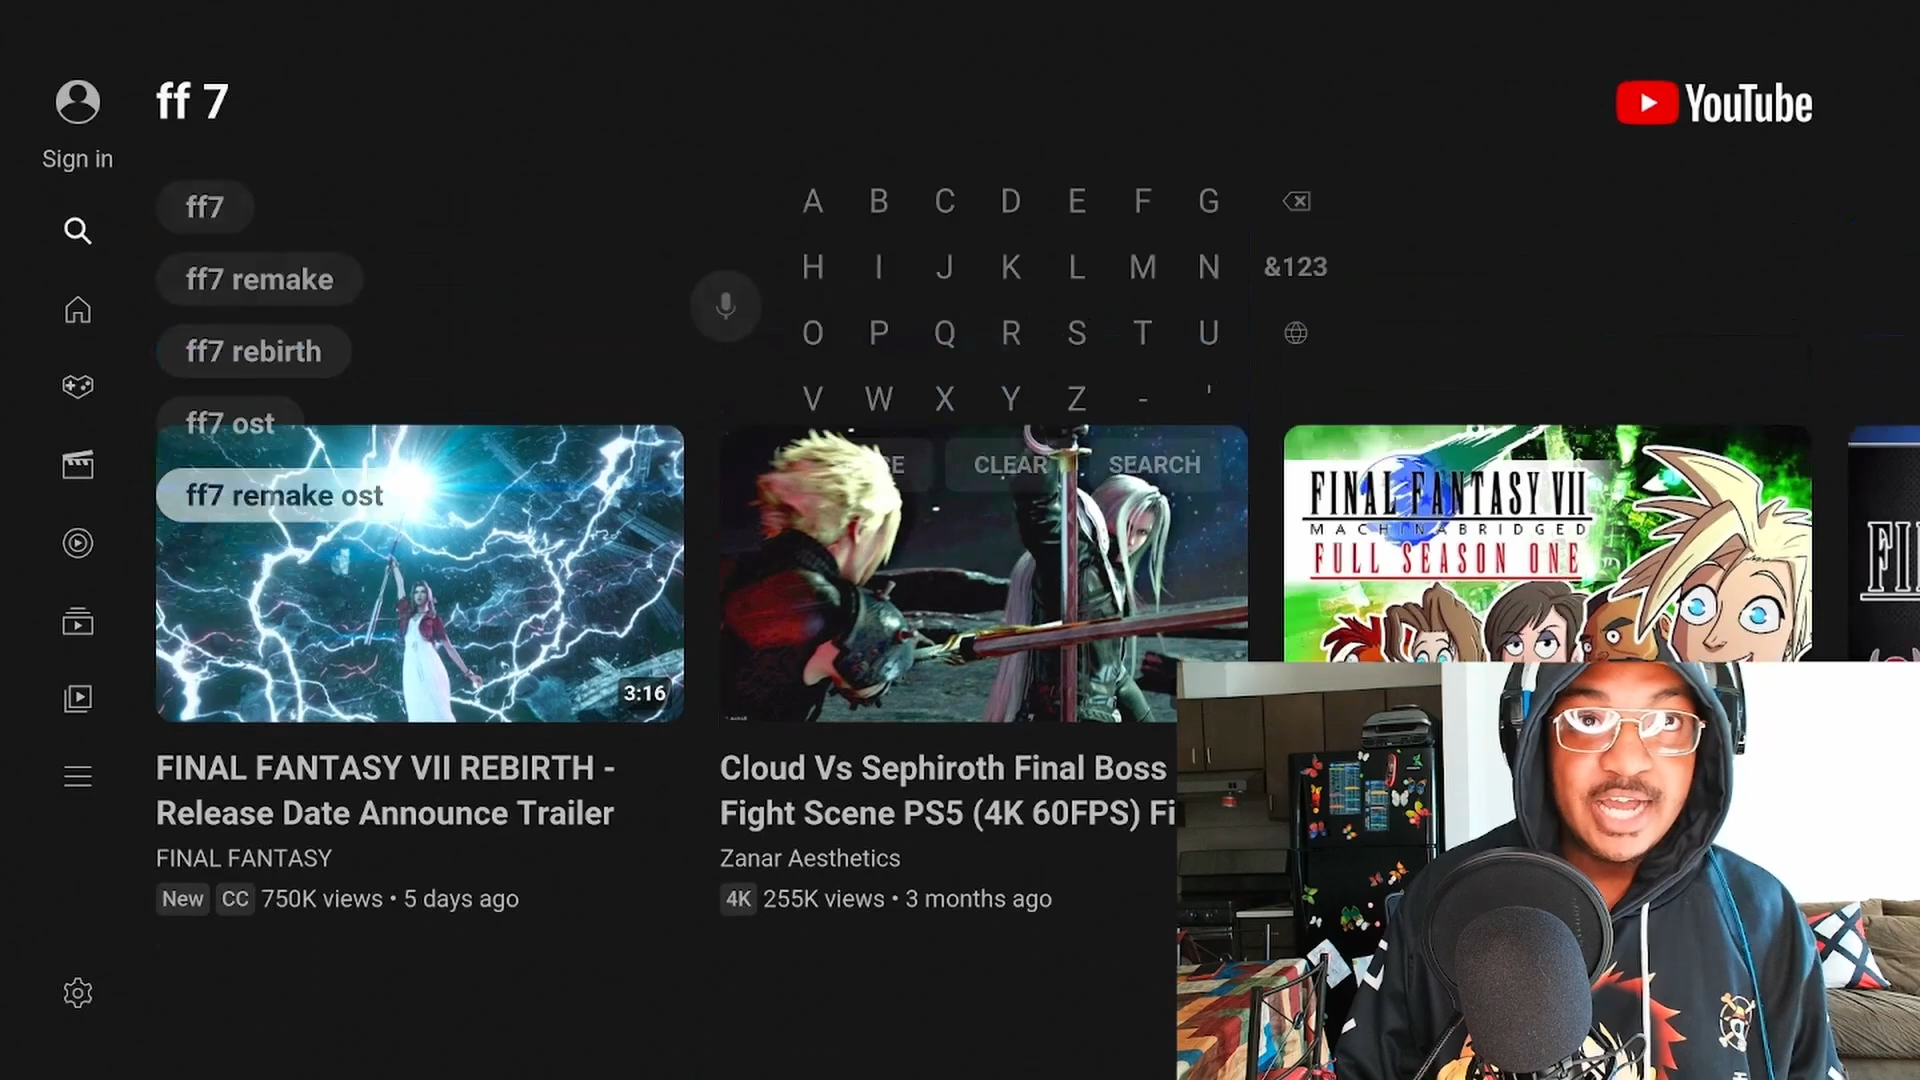 ff 7
YouTube
Sign in
ff7
ff7 remake
ff7 rebirth
ff7 ost
ff7 remake ost
A B C D E F G
H I J K L M N &123
O P Q R S T U
V W X Y Z - '
CLEAR SEARCH
3:16
FINAL FANTASY VII
MACHINABRIDGED
FULL SEASON ONE
FINAL FANTASY VII REBIRTH -
Release Date Announce Trailer
FINAL FANTASY
New CC 750K views • 5 days ago
Cloud Vs Sephiroth Final Boss
Fight Scene PS5 (4K 60FPS) Fi
Zanar Aesthetics
4K 255K views • 3 months ago